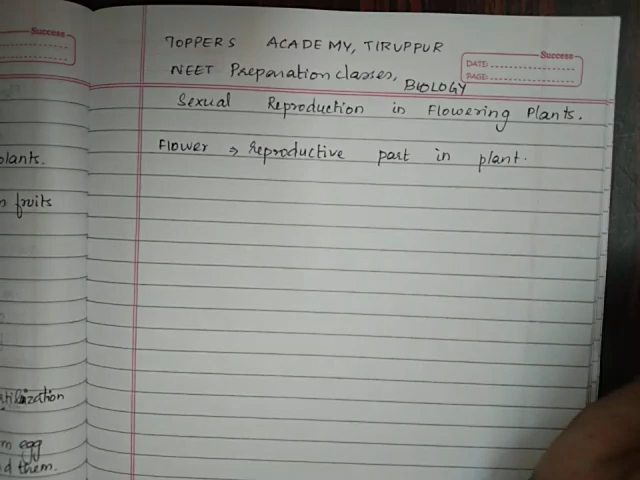 Success
TOPPERS ACADEMY, TIRUPPUR
Success
DATE:
PAGE:
NEET Preparation classes,
BIOLOGY
Sexual Reproduction in Flowering Plants.
Flower → Reproductive part in plant.
plants.
fruits
egg
them.